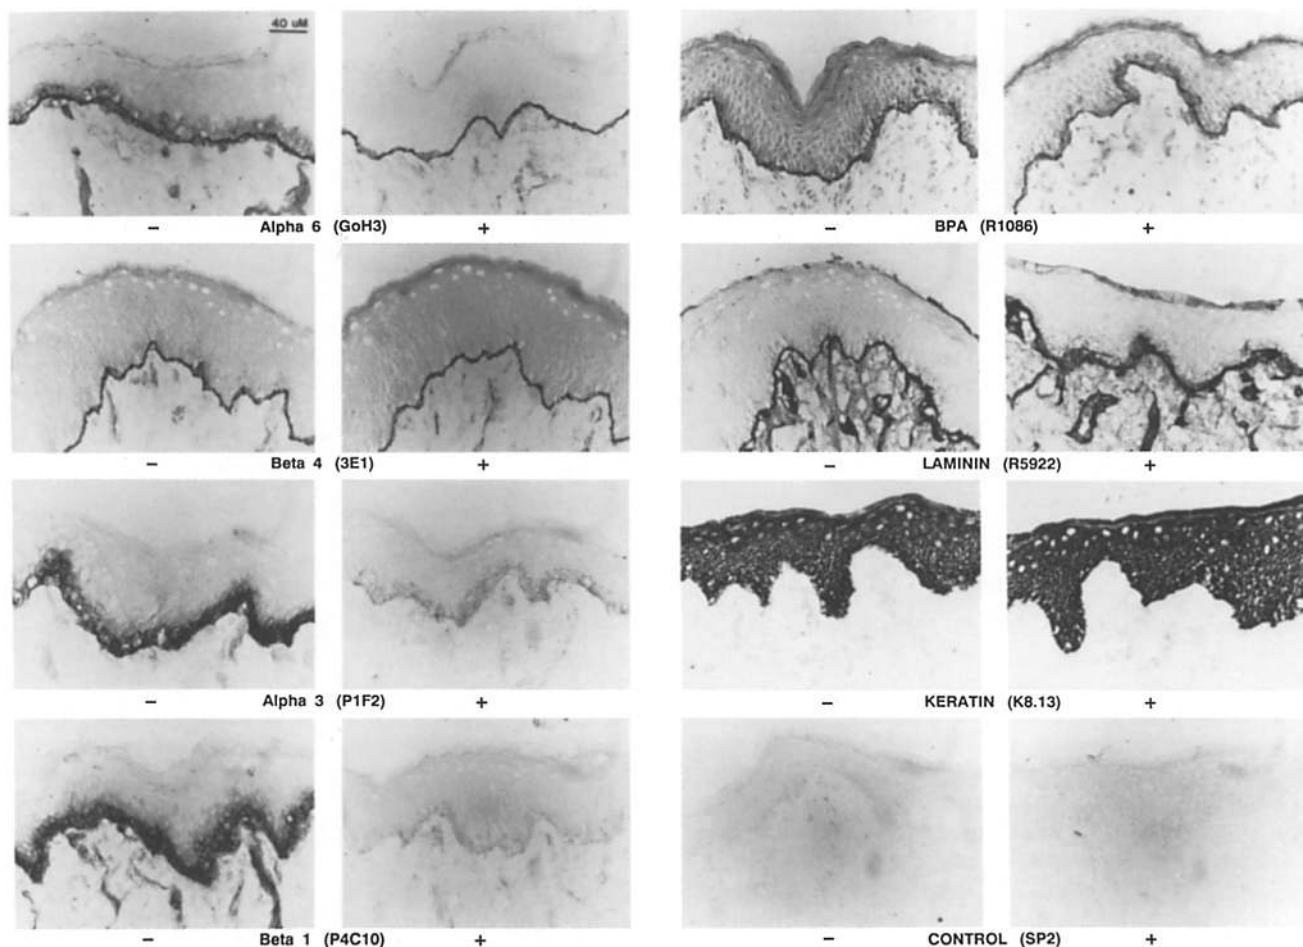 40 uM
− Alpha 6 (GoH3) +
− BPA (R1086) +
− Beta 4 (3E1) +
− LAMININ (R5922) +
− Alpha 3 (P1F2) +
− KERATIN (K8.13) +
− Beta 1 (P4C10) +
− CONTROL (SP2) +